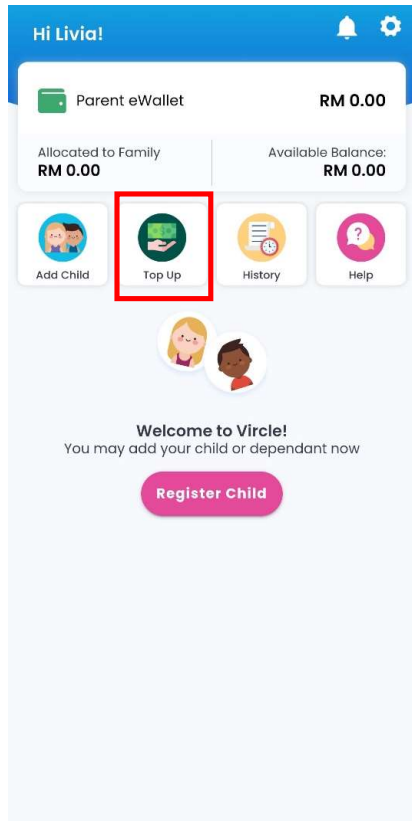 Hi Livia!
Parent eWallet RM 0.00
Allocated to Family Available Balance:
RM 0.00 RM 0.00
Add Child Top Up History Help
Welcome to Vircle!
You may add your child or dependant now
Register Child